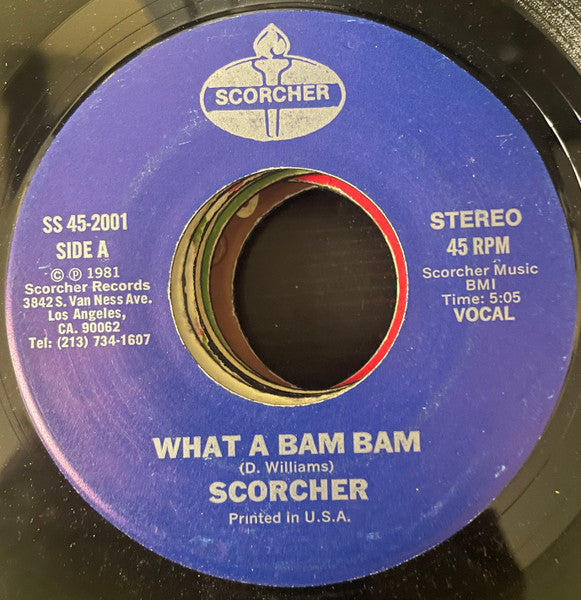 SCORCHER
SS 45-2001
SIDE A
© ℗ 1981
Scorcher Records
3842 S. Van Ness Ave.
Los Angeles,
CA. 90062
Tel: (213) 734-1607
STEREO
45 RPM
Scorcher Music
BMI
Time: 5:05
VOCAL
WHAT A BAM BAM
(D. Williams)
SCORCHER
Printed in U.S.A.